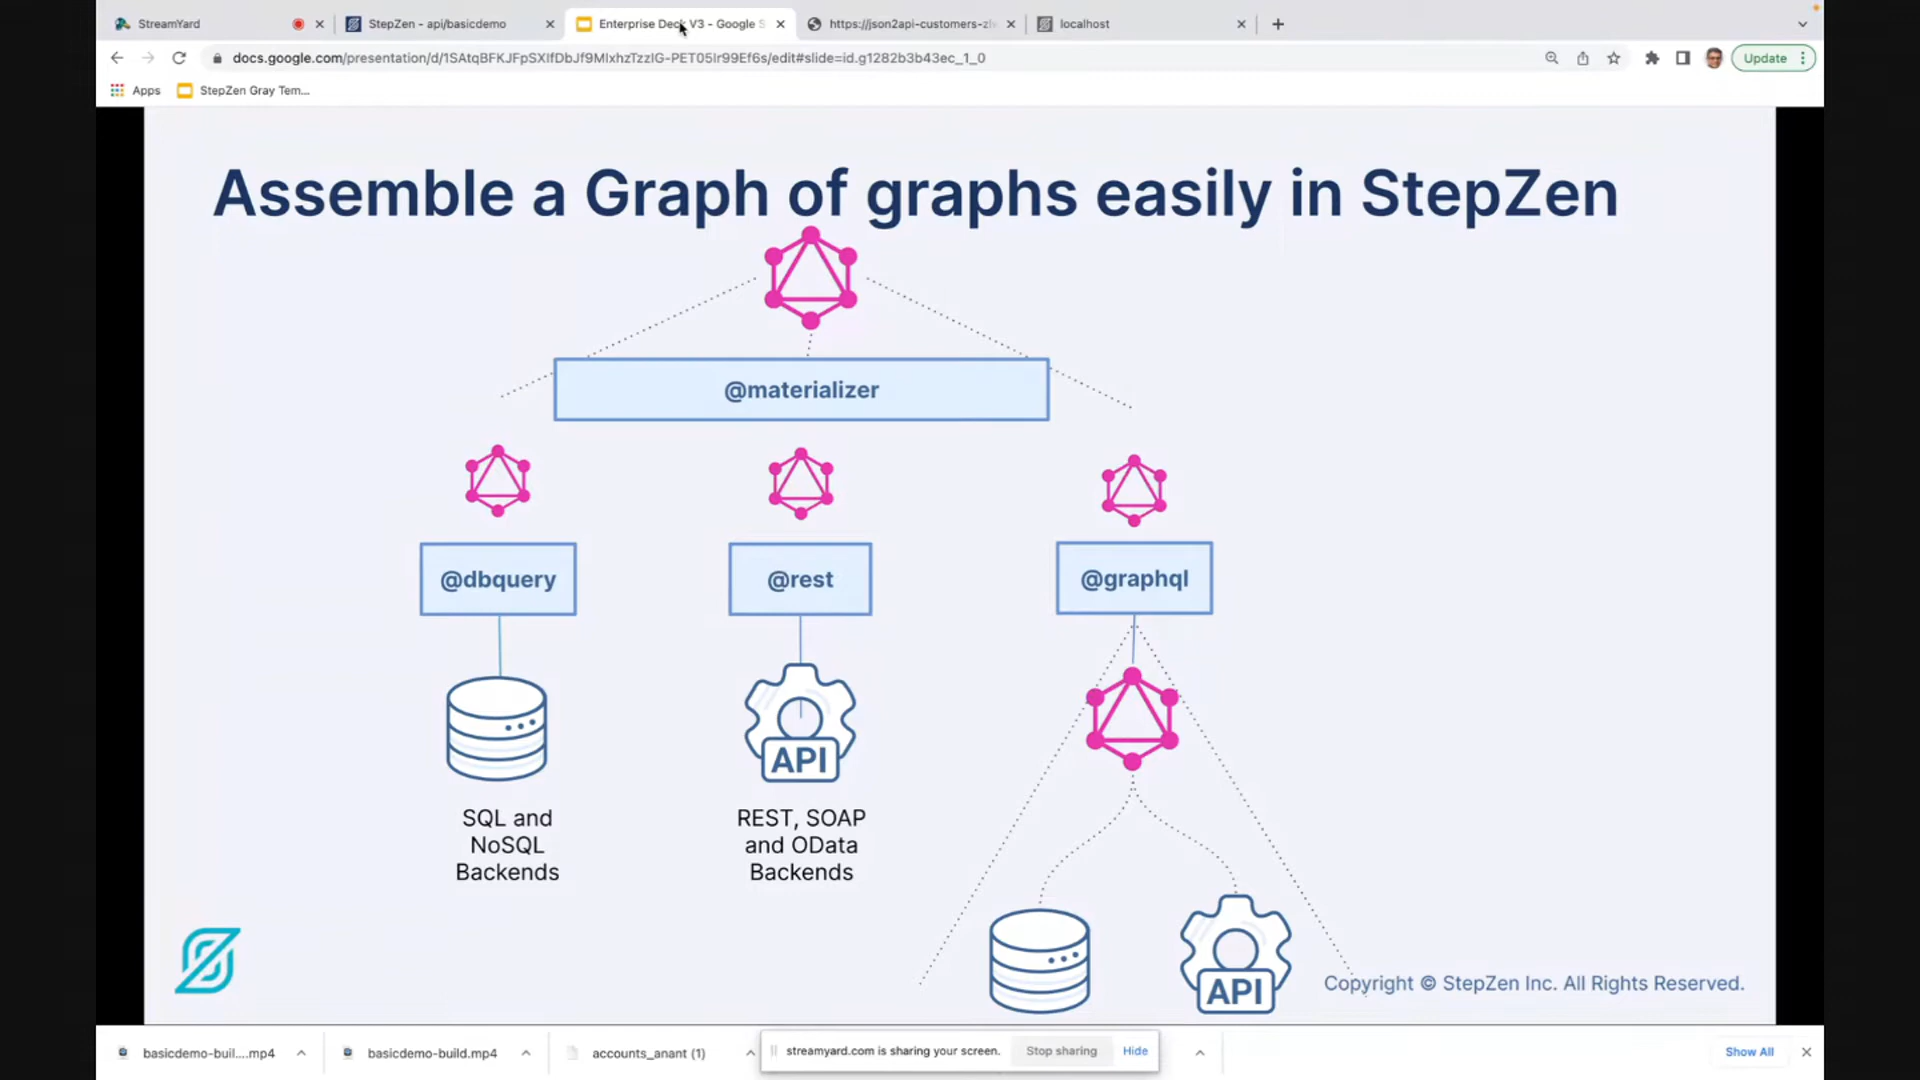 StreamYard
StepZen - api/basicdemo
Enterprise Deck V3 - Google S
https://json2api-customers-zl
localhost
docs.google.com/presentation/d/1SAtqBFKJFpSXIfDbJf9MlxhzTzzIG-PET05Ir99Ef6s/edit#slide=id.g1282b3b43ec_1_0
Update
Apps
StepZen Gray Tem...
Assemble a Graph of graphs easily in StepZen
@materializer
@dbquery
@rest
@graphql
API
SQL and
NoSQL
Backends
REST, SOAP
and OData
Backends
API
Copyright © StepZen Inc. All Rights Reserved.
basicdemo-buil....mp4
basicdemo-build.mp4
accounts_anant (1)
streamyard.com is sharing your screen.
Stop sharing
Hide
Show All